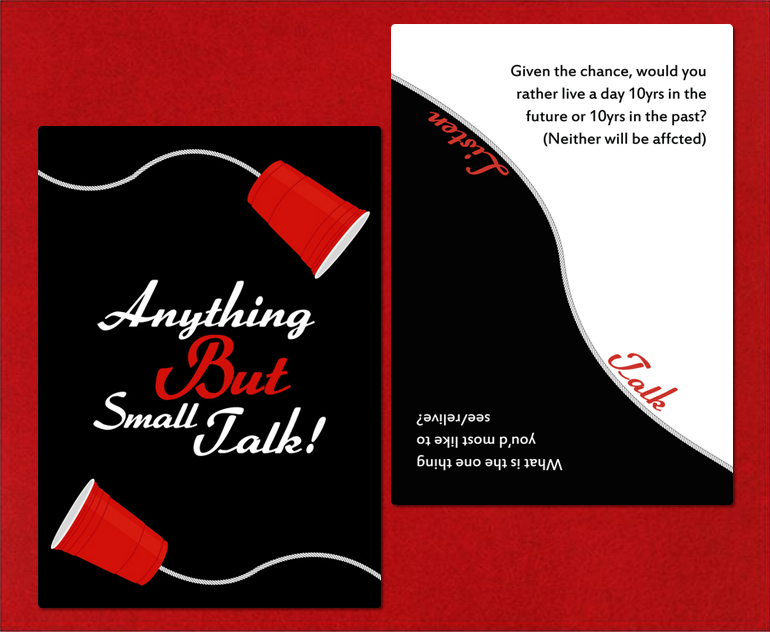 Anything
But
Small Talk!
Given the chance, would you
rather live a day 10yrs in the
future or 10yrs in the past?
(Neither will be affcted)
Listen
Talk
What is the one thing
you'd most like to
see/relive?